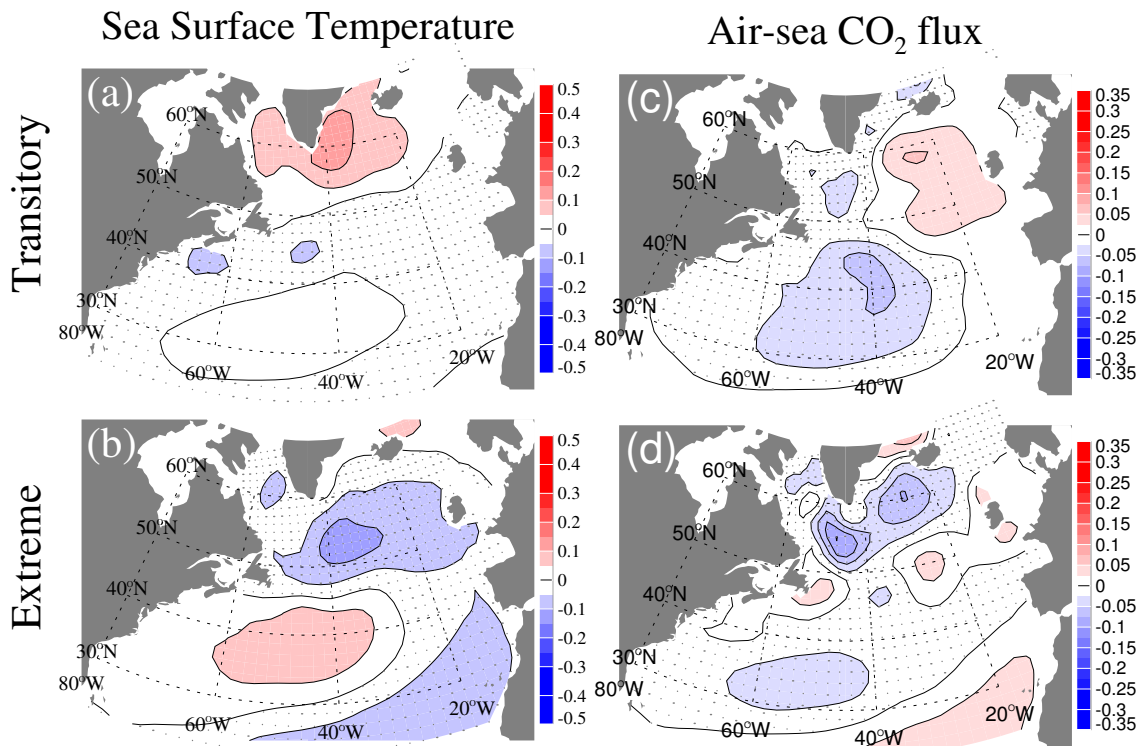 Sea Surface Temperature
Air-sea CO₂ flux
Transitory
(a)
60°N
50°N
40°N
30°N
80°W
60°W
40°W
20°W
0.5
0.4
0.3
0.2
0.1
0
-0.1
-0.2
-0.3
-0.4
-0.5
(c)
60°N
50°N
40°N
30°N
80°W
60°W
40°W
20°W
0.35
0.3
0.25
0.2
0.15
0.1
0.05
0
-0.05
-0.1
-0.15
-0.2
-0.25
-0.3
-0.35
Extreme
(b)
60°N
50°N
40°N
30°N
80°W
60°W
40°W
20°W
0.5
0.4
0.3
0.2
0.1
0
-0.1
-0.2
-0.3
-0.4
-0.5
(d)
60°N
50°N
40°N
30°N
80°W
60°W
40°W
20°W
0.35
0.3
0.25
0.2
0.15
0.1
0.05
0
-0.05
-0.1
-0.15
-0.2
-0.25
-0.3
-0.35